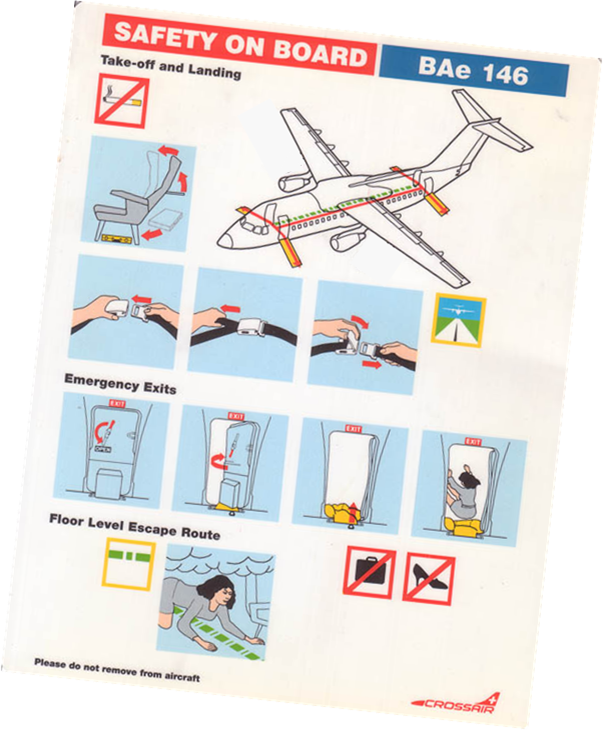 SAFETY ON BOARD
BAe 146
Take-off and Landing
Emergency Exits
EXIT
OPEN
EXIT
EXIT
EXIT
Floor Level Escape Route
Please do not remove from aircraft
CROSSAIR